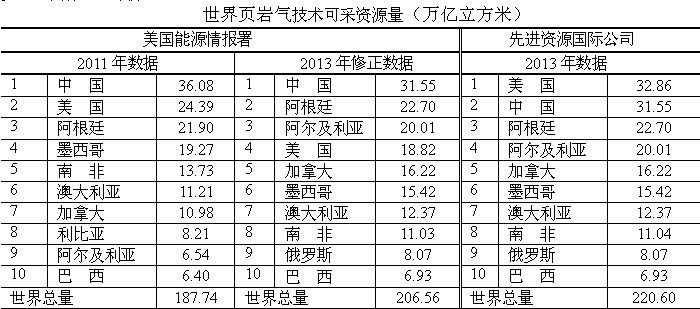 世界页岩气技术可采资源量（万亿立方米）
美国能源情报署 先进资源国际公司
2011年数据 2013年修正数据 2013年数据
1 中国 36.08 1 中国 31.55 1 美国 32.86
2 美国 24.39 2 阿根廷 22.70 2 中国 31.55
3 阿根廷 21.90 3 阿尔及利亚 20.01 3 阿根廷 22.70
4 墨西哥 19.27 4 美国 18.82 4 阿尔及利亚 20.01
5 南非 13.73 5 加拿大 16.22 5 加拿大 16.22
6 澳大利亚 11.21 6 墨西哥 15.42 6 墨西哥 15.42
7 加拿大 10.98 7 澳大利亚 12.37 7 澳大利亚 12.37
8 利比亚 8.21 8 南非 11.03 8 南非 11.04
9 阿尔及利亚 6.54 9 俄罗斯 8.07 9 俄罗斯 8.07
10 巴西 6.40 10 巴西 6.93 10 巴西 6.93
世界总量 187.74 世界总量 206.56 世界总量 220.60